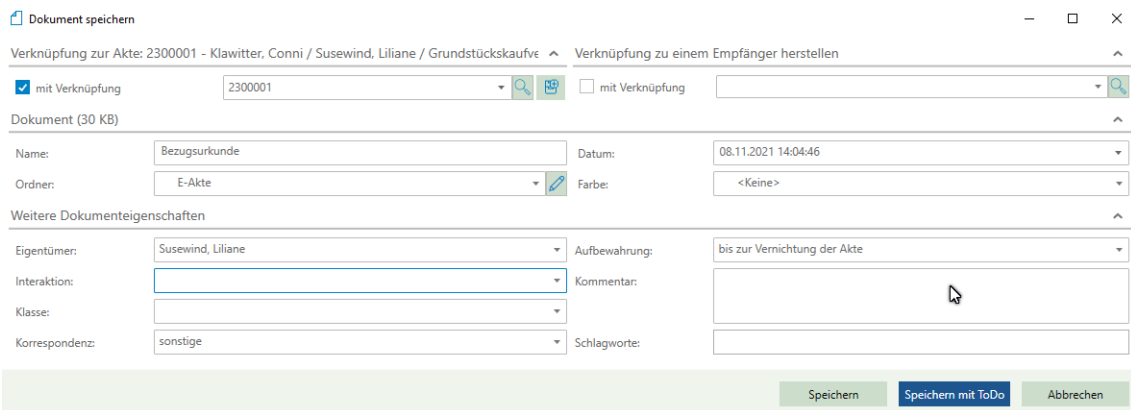 Dokument speichern
Verknüpfung zur Akte: 2300001 - Klawitter, Conni / Susewind, Liliane / Grundstückskaufve
Verknüpfung zu einem Empfänger herstellen
mit Verknüpfung
2300001
mit Verknüpfung
Dokument (30 KB)
Name:
Bezugsurkunde
Datum:
08.11.2021 14:04:46
Ordner:
E-Akte
Farbe:
<Keine>
Weitere Dokumenteigenschaften
Eigentümer:
Susewind, Liliane
Aufbewahrung:
bis zur Vernichtung der Akte
Interaktion:
Kommentar:
Klasse:
Korrespondenz:
sonstige
Schlagworte:
Speichern
Speichern mit ToDo
Abbrechen